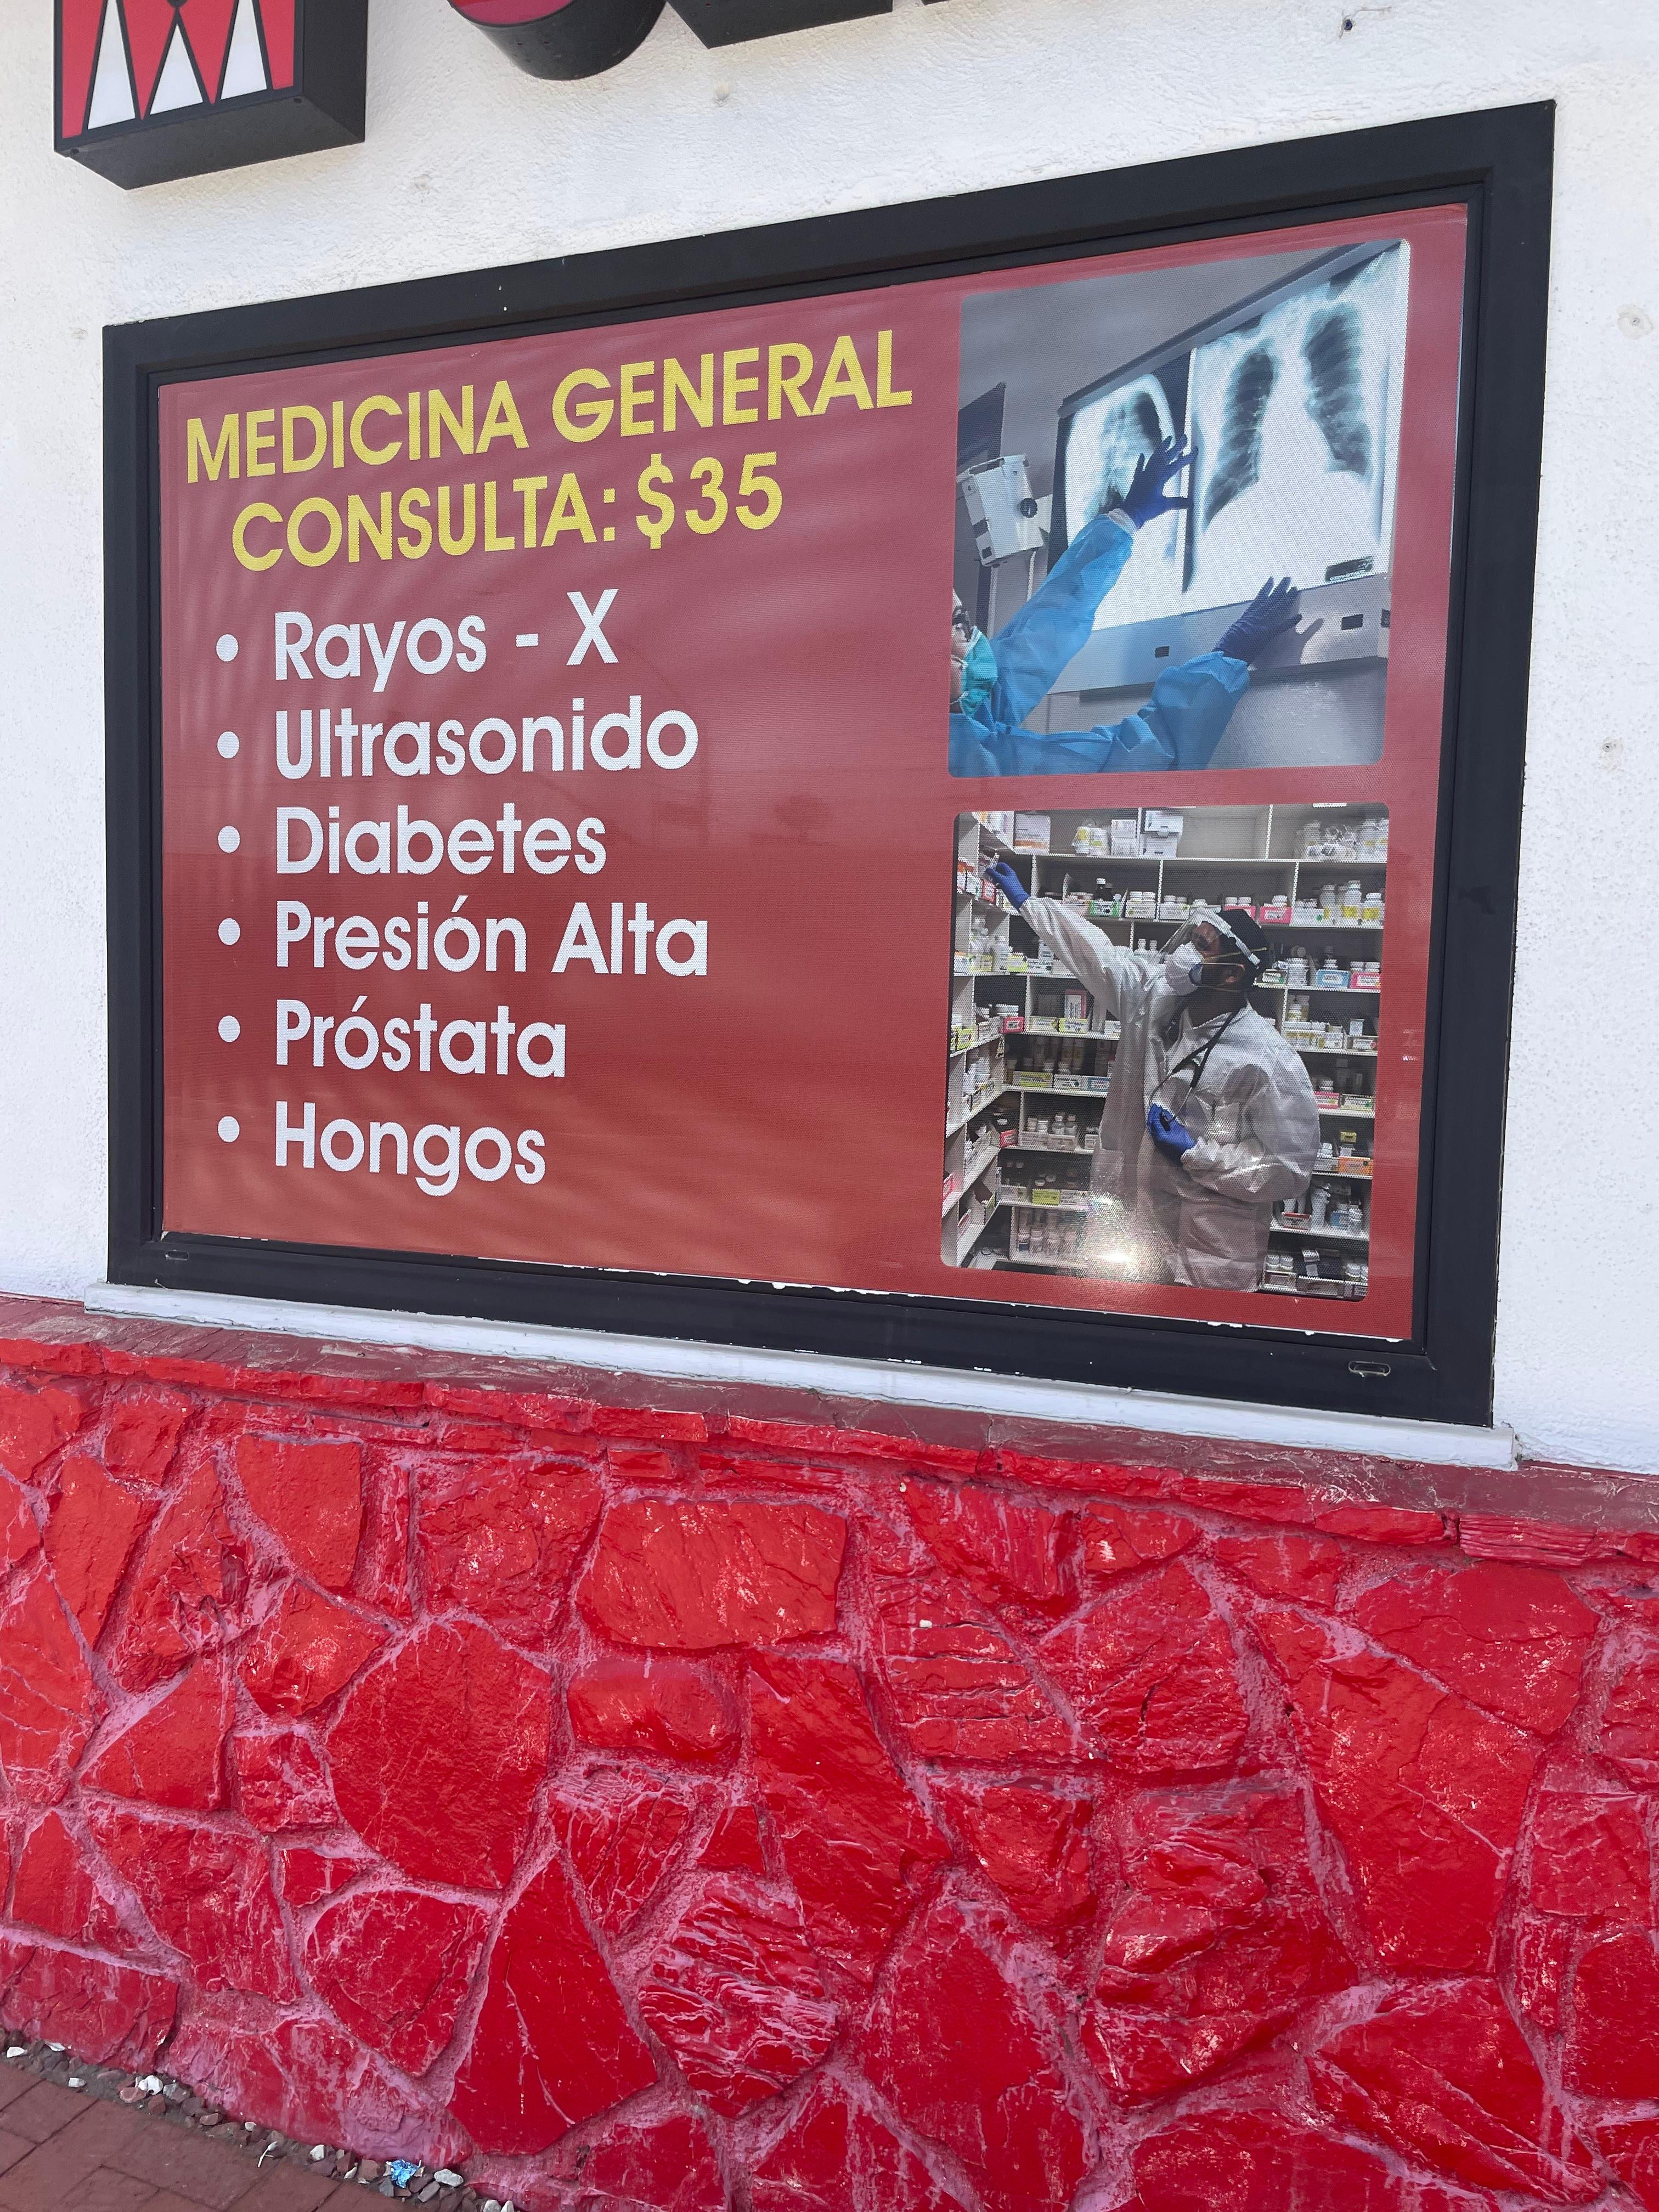 MEDICINA GENERAL
CONSULTA: $35
• Rayos - X
• Ultrasonido
• Diabetes
• Presión Alta
• Próstata
• Hongos